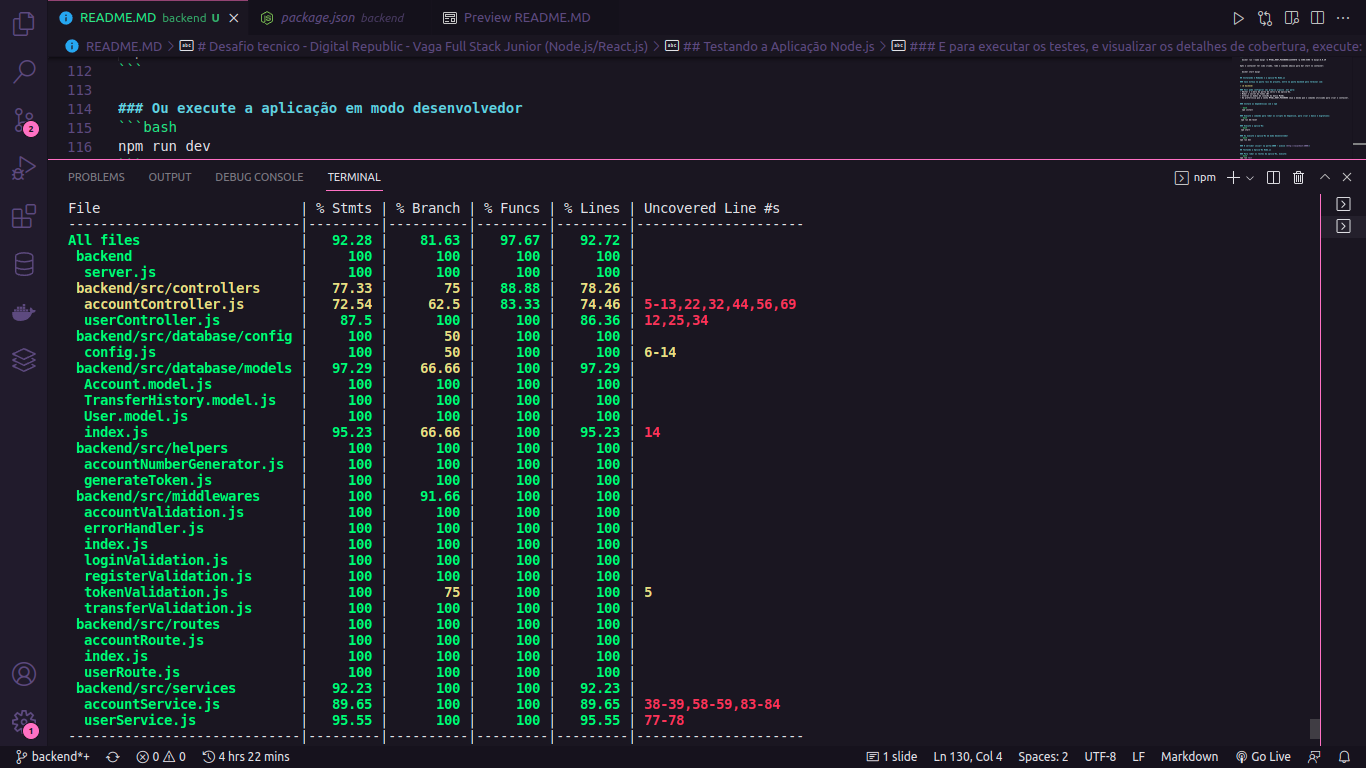 README.MD backend U
package.json backend
Preview README.MD
README.MD > # Desafio tecnico - Digital Republic - Vaga Full Stack Junior (Node.js/React.js) > ## Testando a Aplicação Node.js > ### E para executar os testes, e visualizar os detalhes de cobertura, execute:
112 ```
113
114 ### Ou execute a aplicação em modo desenvolvedor
115 ```bash
116 npm run dev
PROBLEMS OUTPUT DEBUG CONSOLE TERMINAL
npm
File | % Stmts | % Branch | % Funcs | % Lines | Uncovered Line #s
-----------------------------|---------|----------|---------|---------|---------------------
All files | 92.28 | 81.63 | 97.67 | 92.72 |
backend | 100 | 100 | 100 | 100 |
server.js | 100 | 100 | 100 | 100 |
backend/src/controllers | 77.33 | 75 | 88.88 | 78.26 |
accountController.js | 72.54 | 62.5 | 83.33 | 74.46 | 5-13,22,32,44,56,69
userController.js | 87.5 | 100 | 100 | 86.36 | 12,25,34
backend/src/database/config | 100 | 50 | 100 | 100 |
config.js | 100 | 50 | 100 | 100 | 6-14
backend/src/database/models | 97.29 | 66.66 | 100 | 97.29 |
Account.model.js | 100 | 100 | 100 | 100 |
TransferHistory.model.js | 100 | 100 | 100 | 100 |
User.model.js | 100 | 100 | 100 | 100 |
index.js | 95.23 | 66.66 | 100 | 95.23 | 14
backend/src/helpers | 100 | 100 | 100 | 100 |
accountNumberGenerator.js | 100 | 100 | 100 | 100 |
generateToken.js | 100 | 100 | 100 | 100 |
backend/src/middlewares | 100 | 91.66 | 100 | 100 |
accountValidation.js | 100 | 100 | 100 | 100 |
errorHandler.js | 100 | 100 | 100 | 100 |
index.js | 100 | 100 | 100 | 100 |
loginValidation.js | 100 | 100 | 100 | 100 |
registerValidation.js | 100 | 100 | 100 | 100 |
tokenValidation.js | 100 | 75 | 100 | 100 | 5
transferValidation.js | 100 | 100 | 100 | 100 |
backend/src/routes | 100 | 100 | 100 | 100 |
accountRoute.js | 100 | 100 | 100 | 100 |
index.js | 100 | 100 | 100 | 100 |
userRoute.js | 100 | 100 | 100 | 100 |
backend/src/services | 92.23 | 100 | 100 | 92.23 |
accountService.js | 89.65 | 100 | 100 | 89.65 | 38-39,58-59,83-84
userService.js | 95.55 | 100 | 100 | 95.55 | 77-78
-----------------------------|---------|----------|---------|---------|---------------------
2
1
backend*+ 0 0 4 hrs 22 mins 1 slide Ln 130, Col 4 Spaces: 2 UTF-8 LF Markdown Go Live